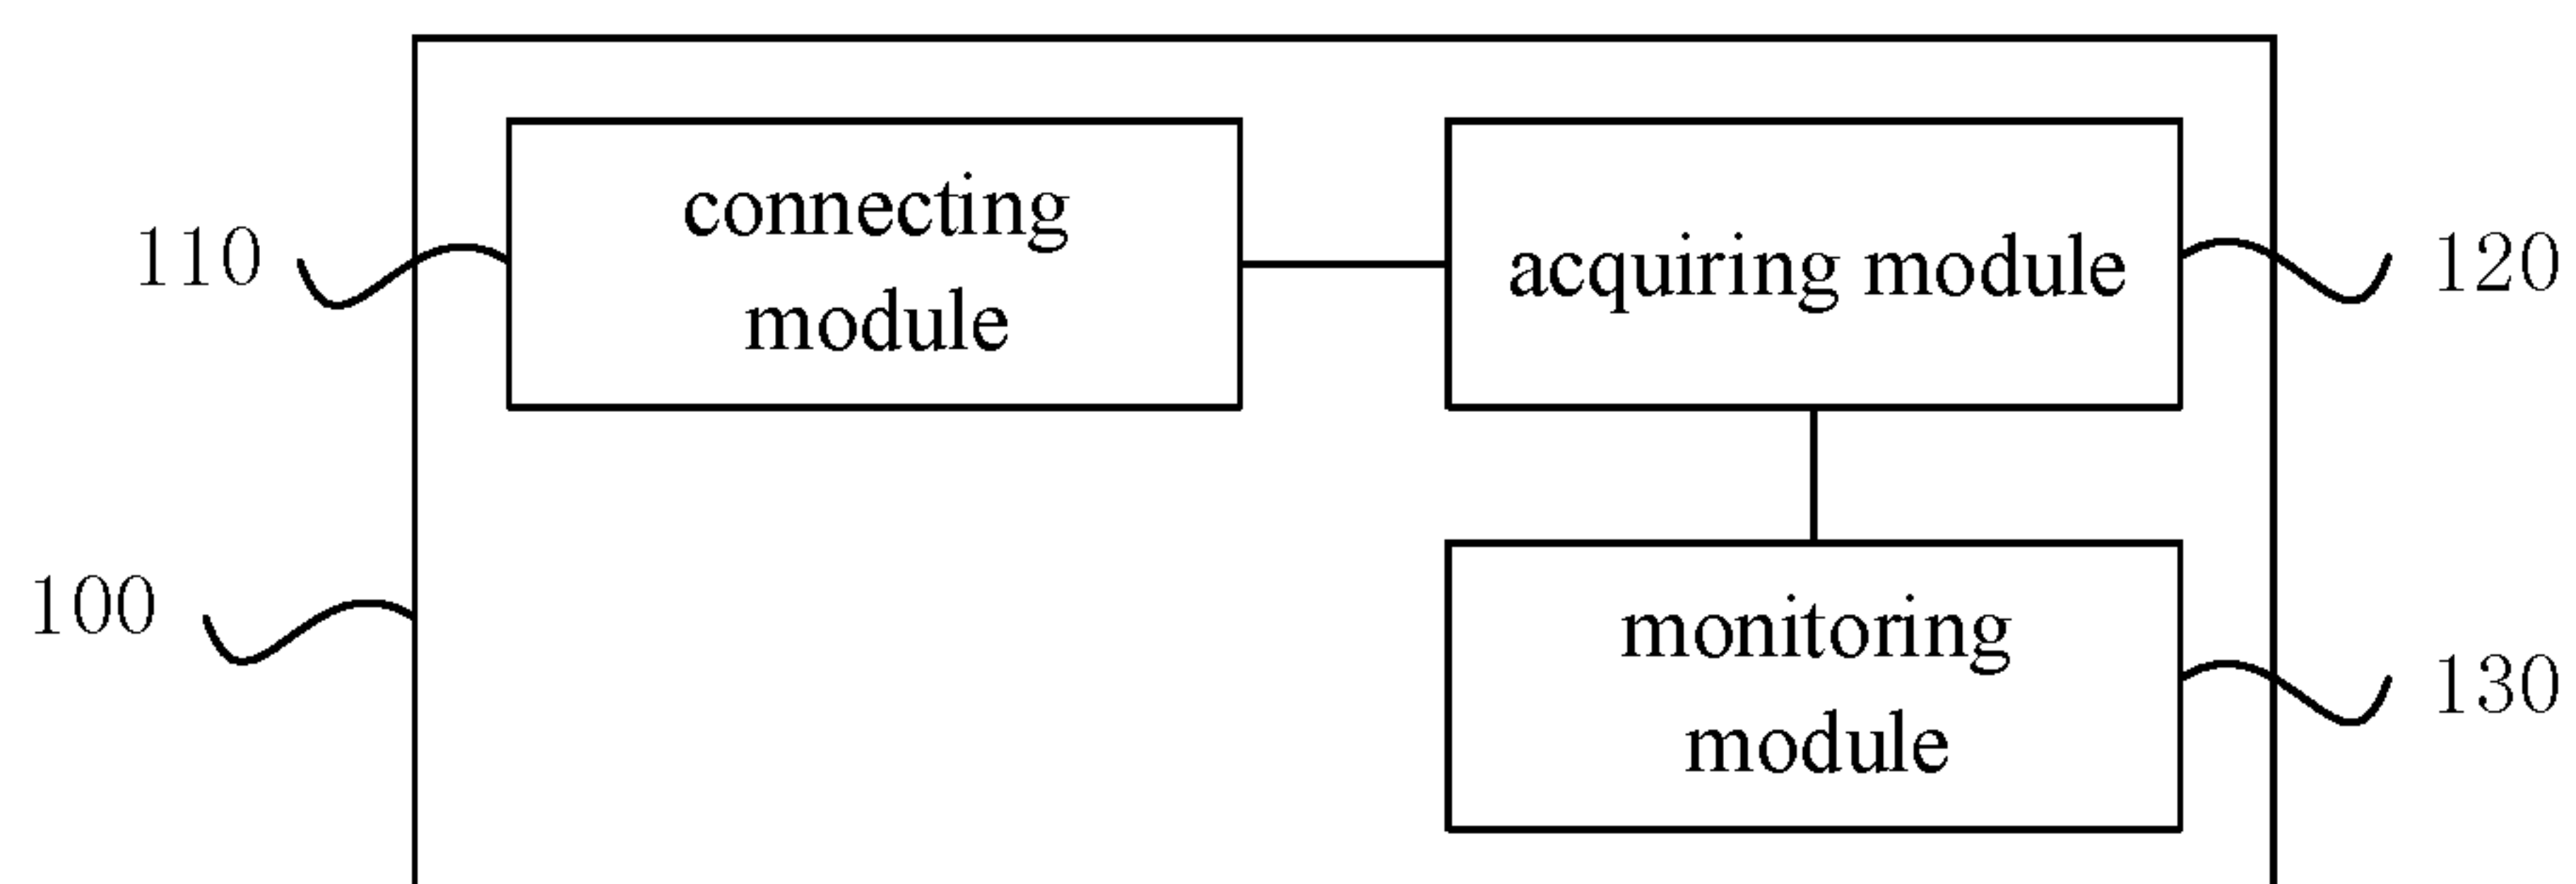 connecting
module
110
acquiring module
120
100
monitoring
module
130